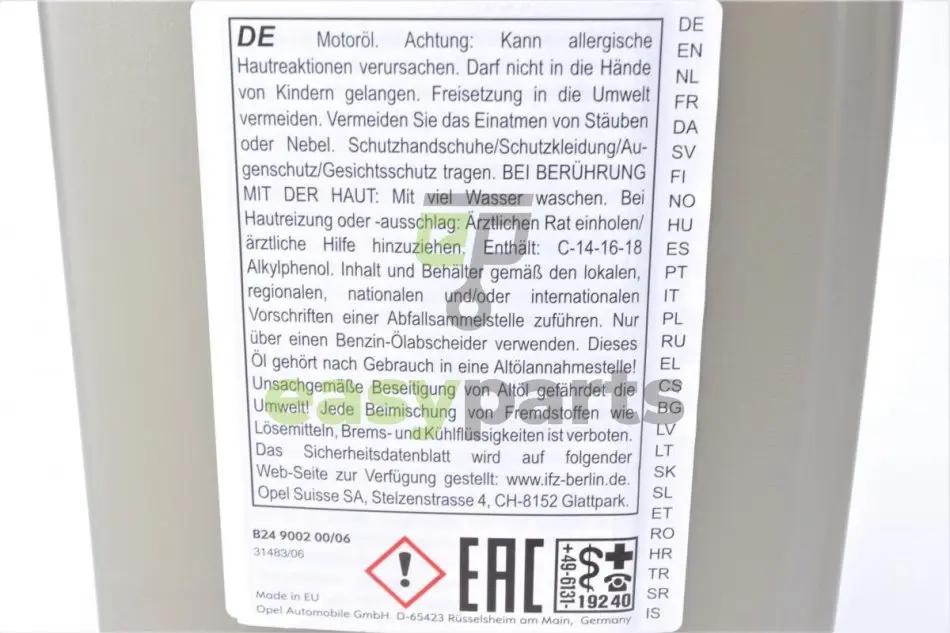 DE Motoröl. Achtung: Kann allergische
Hautreaktionen verursachen. Darf nicht in die Hände
von Kindern gelangen. Freisetzung in die Umwelt
vermeiden. Vermeiden Sie das Einatmen von Stäuben
oder Nebel. Schutzhandschuhe/Schutzkleidung/Au-
genschutz/Gesichtsschutz tragen. BEI BERÜHRUNG
MIT DER HAUT: Mit viel Wasser waschen. Bei
Hautreizung oder -ausschlag: Ärztlichen Rat einholen/
ärztliche Hilfe hinzuziehen. Enthält: C-14-16-18
Alkylphenol. Inhalt und Behälter gemäß den lokalen,
regionalen, nationalen und/oder internationalen
Vorschriften einer Abfallsammelstelle zuführen. Nur
über einen Benzin-Ölabscheider verwenden. Dieses
Öl gehört nach Gebrauch in eine Altölannahmestelle!
Unsachgemäße Beseitigung von Altöl gefährdet die
Umwelt! Jede Beimischung von Fremdstoffen wie
Lösemitteln, Brems- und Kühlflüssigkeiten ist verboten.
Das Sicherheitsdatenblatt wird auf folgender
Web-Seite zur Verfügung gestellt: www.ifz-berlin.de.
Opel Suisse SA, Stelzenstrasse 4, CH-8152 Glattpark.
DE
EN
NL
FR
DA
SV
FI
NO
HU
ES
PT
IT
PL
RU
EL
CS
BG
LV
LT
SK
SL
ET
RO
HR
TR
SR
IS
easyparts
B24 9002 00/06
31483/06
EAC
+49-6131-
19240
Made in EU
Opel Automobile GmbH D-65423 Rüsselsheim am Main, Germany